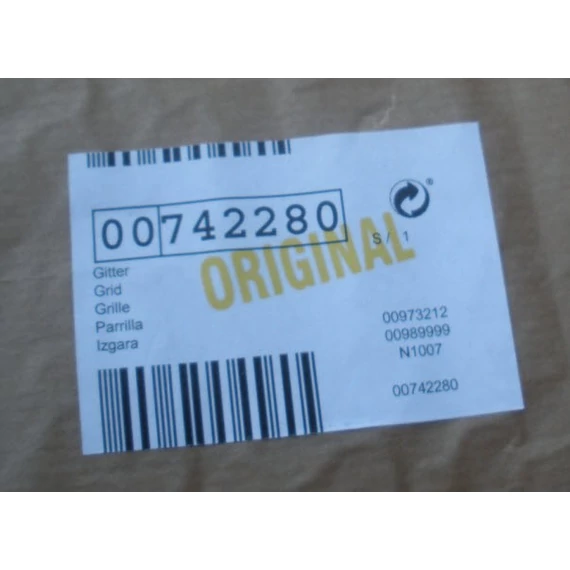 00742280
®
S / 1
ORIGINAL
Gitter
Grid
Grille
Parrilla
Izgara
00973212
00989999
N1007
00742280